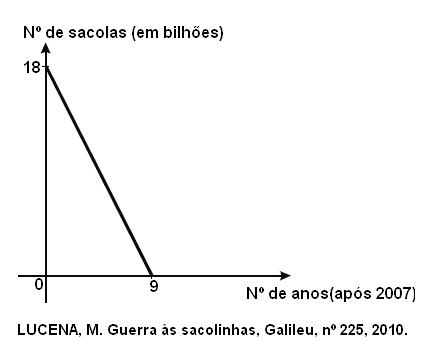 Nº de sacolas (em bilhões)
18
0
9
Nº de anos(após 2007)
LUCENA, M. Guerra às sacolinhas, Galileu, nº 225, 2010.